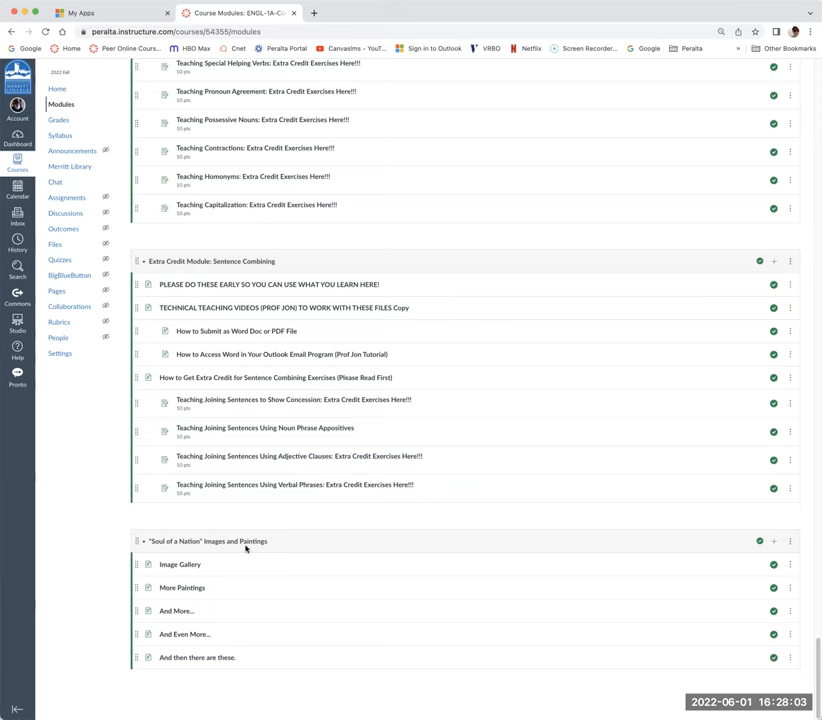 My Apps
Course Modules: ENGL-1A-C
peralta.instructure.com/courses/54355/modules
Google
Home
Peer Online Cours...
HBO Max
Cnet
Peralta Portal
CanvasIms – YouT...
Sign in to Outlook
VRBO
Netflix
Screen Recorder...
Google
Peralta
»
Other Bookmarks
MERRITT COLLEGE
Account
Dashboard
Courses
Calendar
Inbox
History
Search
Commons
Studio
Help
Pronto
2022 Fall
Home
Modules
Grades
Syllabus
Announcements
Merritt Library
Chat
Assignments
Discussions
Outcomes
Files
Quizzes
BigBlueButton
Pages
Collaborations
Rubrics
People
Settings
Teaching Special Helping Verbs: Extra Credit Exercises Here!!!
10 pts
Teaching Pronoun Agreement: Extra Credit Exercises Here!!!
10 pts
Teaching Possessive Nouns: Extra Credit Exercises Here!!!
10 pts
Teaching Contractions: Extra Credit Exercises Here!!!
10 pts
Teaching Homonyms: Extra Credit Exercises Here!!!
10 pts
Teaching Capitalization: Extra Credit Exercises Here!!!
10 pts
Extra Credit Module: Sentence Combining
PLEASE DO THESE EARLY SO YOU CAN USE WHAT YOU LEARN HERE!
TECHNICAL TEACHING VIDEOS (PROF JON) TO WORK WITH THESE FILES Copy
How to Submit as Word Doc or PDF File
How to Access Word in Your Outlook Email Program (Prof Jon Tutorial)
How to Get Extra Credit for Sentence Combining Exercises (Please Read First)
Teaching Joining Sentences to Show Concession: Extra Credit Exercises Here!!!
10 pts
Teaching Joining Sentences Using Noun Phrase Appositives
10 pts
Teaching Joining Sentences Using Adjective Clauses: Extra Credit Exercises Here!!!
10 pts
Teaching Joining Sentences Using Verbal Phrases: Extra Credit Exercises Here!!!
10 pts
"Soul of a Nation" Images and Paintings
Image Gallery
More Paintings
And More...
And Even More...
And then there are these.
2022-06-01 16:28:03